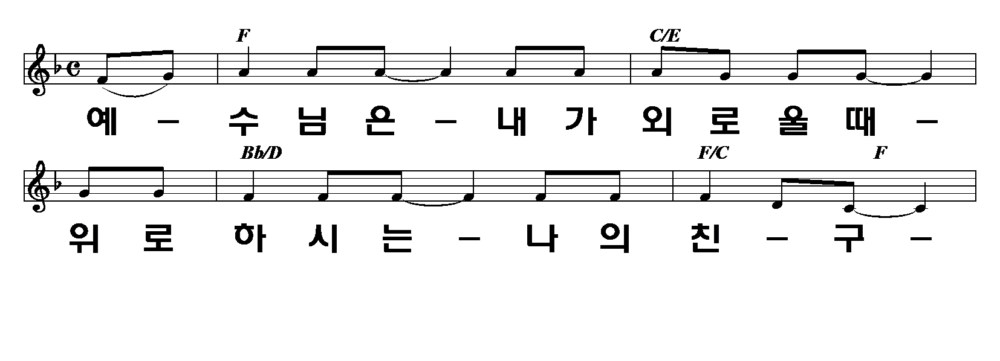 F C/E
예 - 수 님 은 - 내 가 외 로 울 때 -
Bb/D F/C F
위 로 하 시 는 - 나 의 친 - 구 -